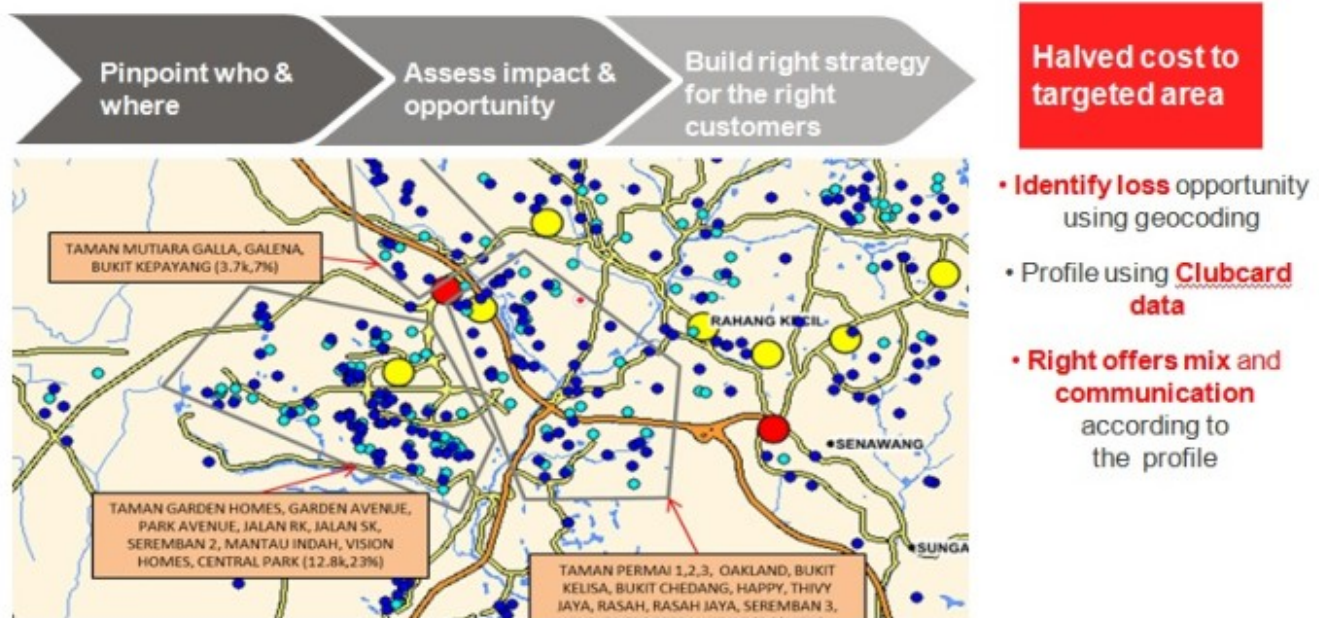 Pinpoint who &
where
Assess impact &
opportunity
Build right strategy
for the right
customers
Halved cost to
targeted area
• Identify loss opportunity
using geocoding
• Profile using Clubcard
data
• Right offers mix and
communication
according to
the profile
TAMAN MUTIARA GALLA, GALENA,
BUKIT KEPAYANG (3.7k,7%)
RAHANG KECIL
SENAWANG
SUNGA
TAMAN GARDEN HOMES, GARDEN AVENUE,
PARK AVENUE, JALAN RK, JALAN SK,
SEREMBAN 2, MANTAU INDAH, VISION
HOMES, CENTRAL PARK (12.8k,23%)
TAMAN PERMAI 1,2,3, OAKLAND, BUKIT
KELISA, BUKIT CHEDANG, HAPPY, THIVY
JAYA, RASAH, RASAH JAYA, SEREMBAN 3,